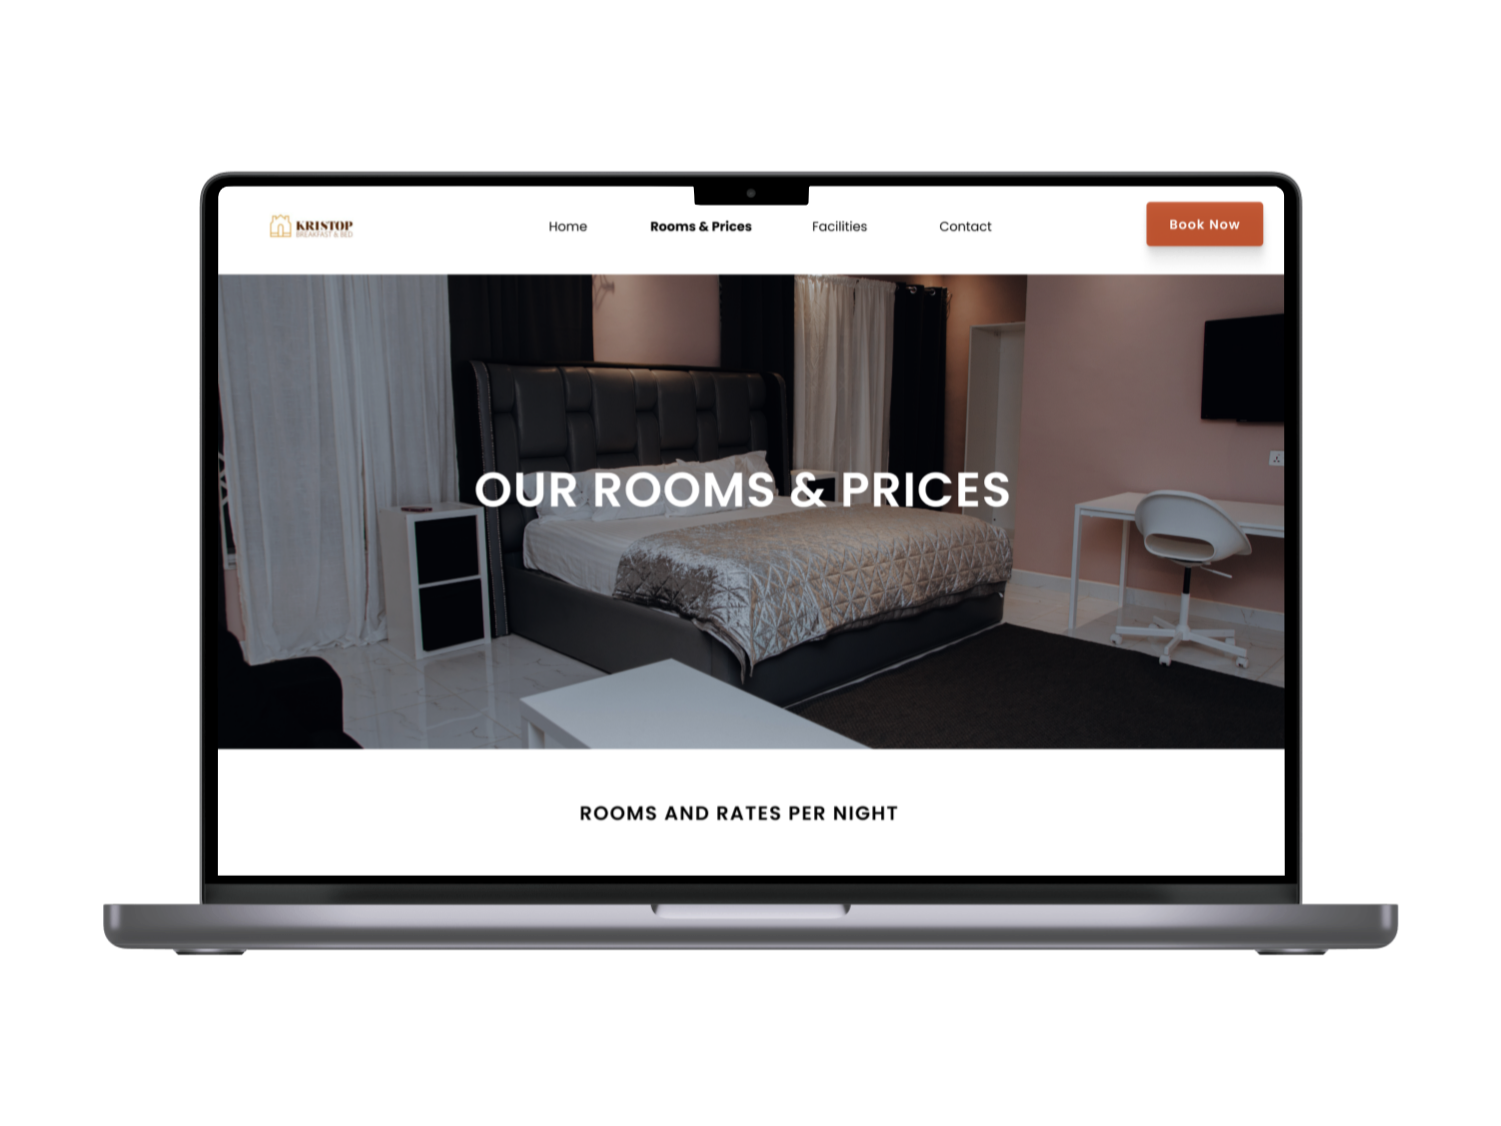 KRISTOP
BREAKFAST & BED
Home
Rooms & Prices
Facilities
Contact
Book Now
OUR ROOMS & PRICES
ROOMS AND RATES PER NIGHT